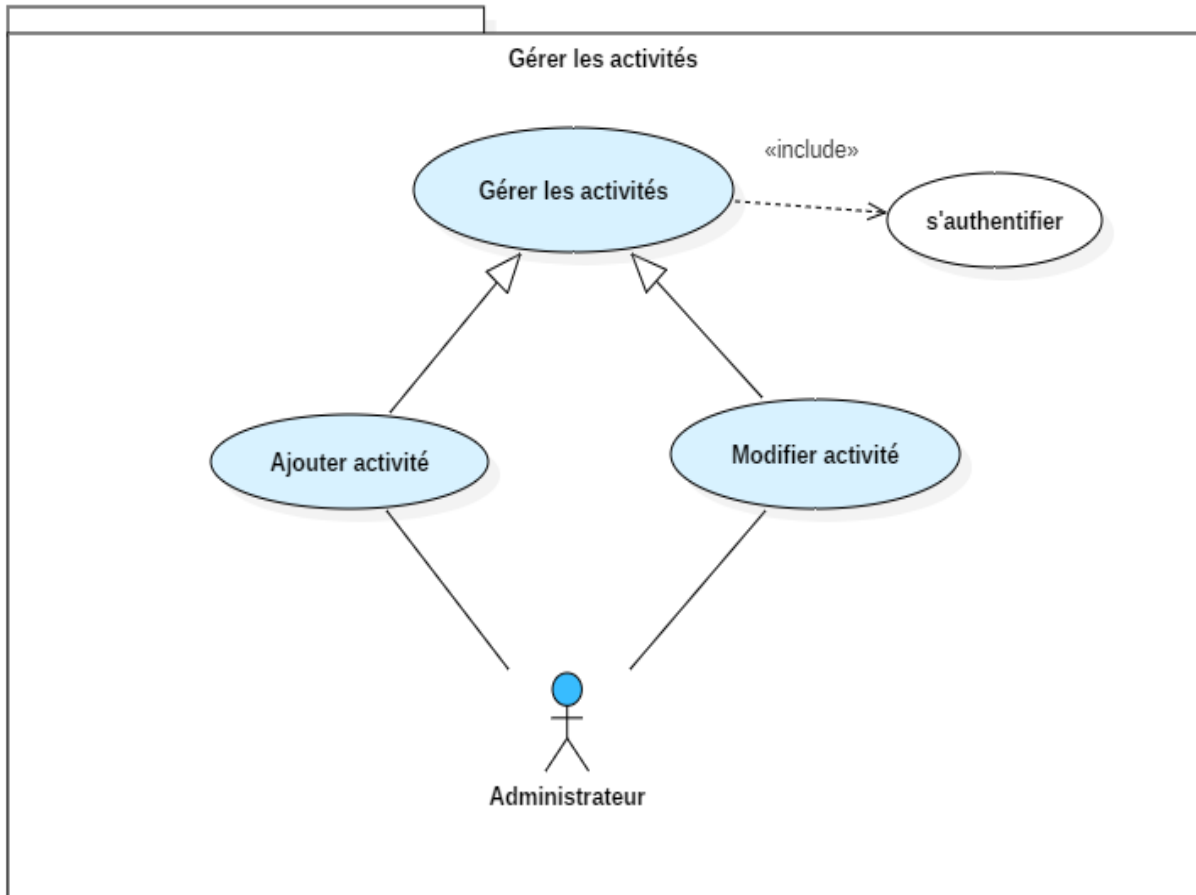 Gérer les activités
«include»
Gérer les activités
s'authentifier
Ajouter activité
Modifier activité
Administrateur